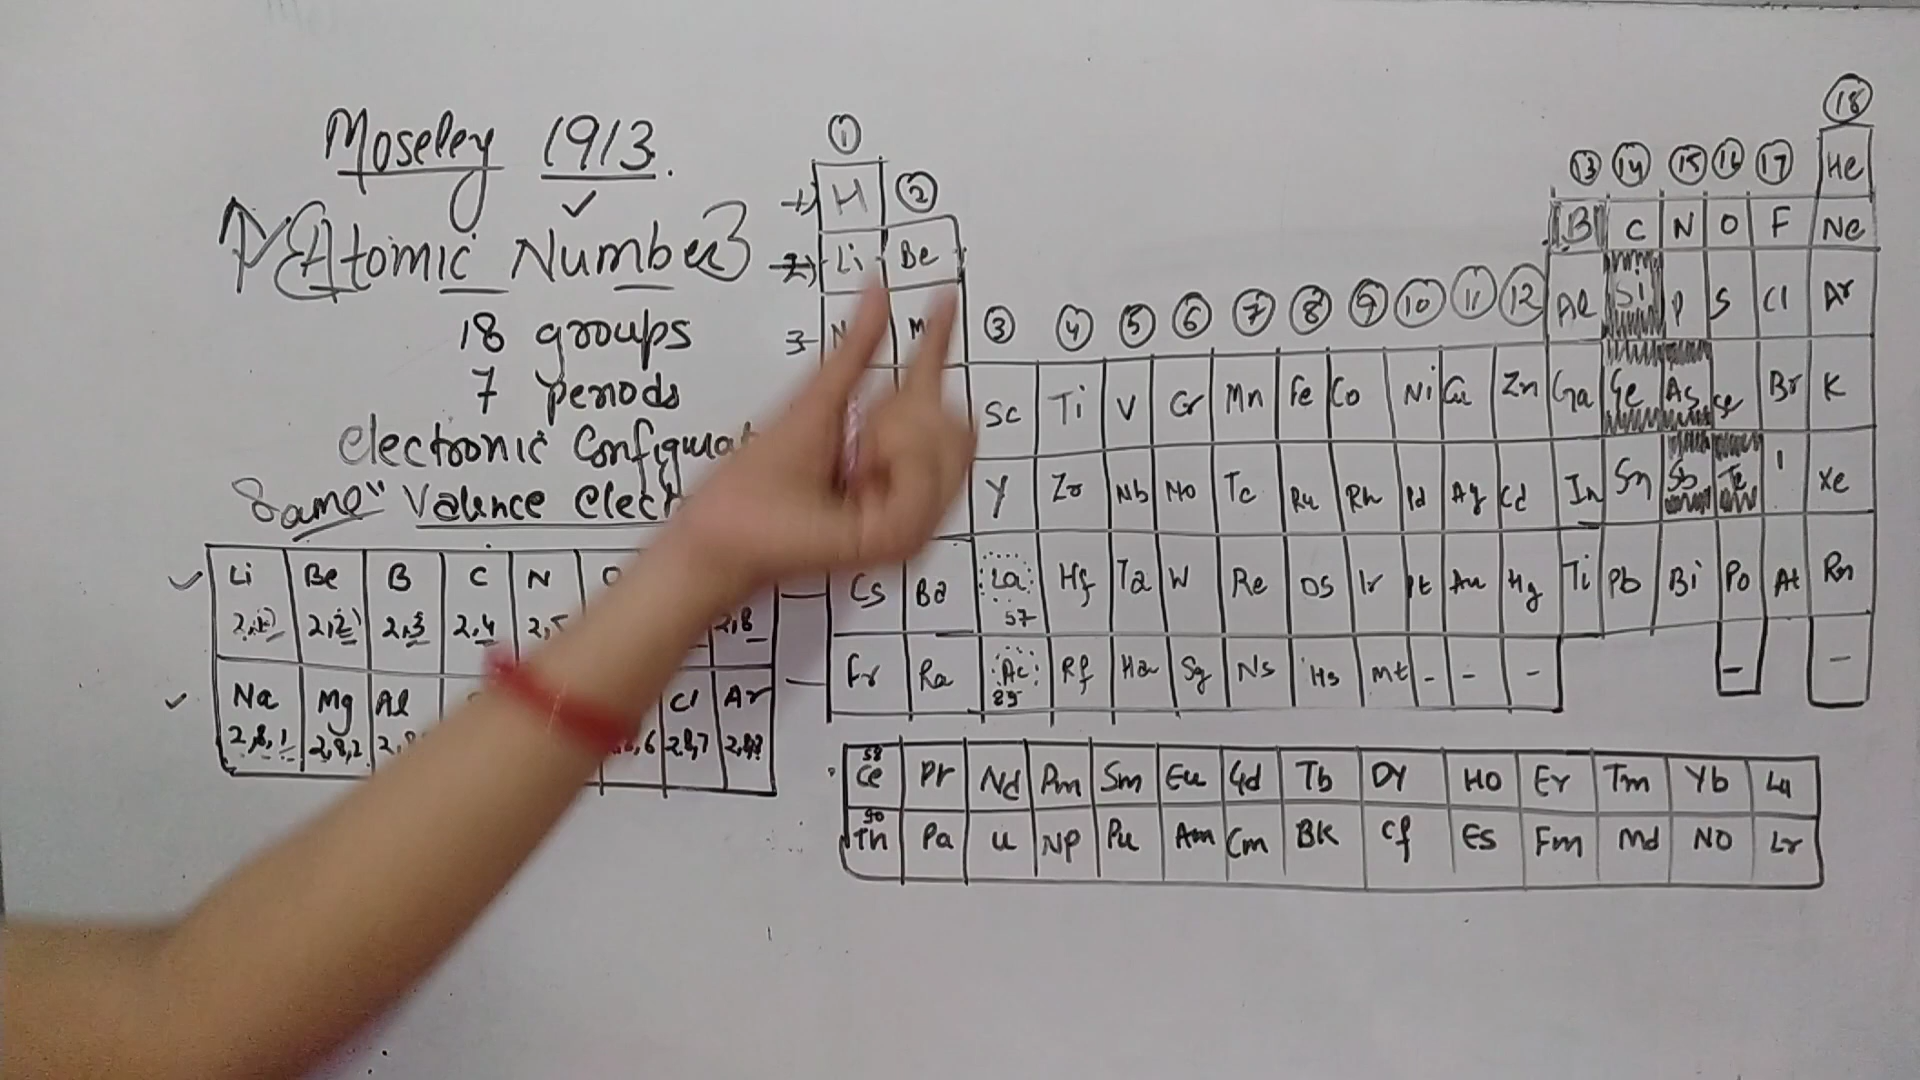 Moseley 1913.
Atomic Number
18 groups
7 periods
electronic
"Same" Valence
Li Be B C N
2,1 2,2 2,3 2,4 2,5 2,8
Na Mg Al Cl Ar
2,8,1 2,8,2 2,8,7
1 18
H 2 13 14 15 16 17 He
Li Be B C N O F Ne
3 3 4 5 6 7 8 9 10 11 12 Al Si P S Cl Ar
Sc Ti V Cr Mn Fe Co Ni Cu Zn Ga Ge As Se Br K
Y Zr Nb Mo Tc Ru Rh Pd Ag Cd In Sn Sb Te I Xe
Cs Ba La Hf Ta W Re Os Ir Pt Au Hg Ti Pb Bi Po At Rn
57
Fr Ra Ac Rf Ha Sg Ns Hs Mt - - - - -
89
58
Ce Pr Nd Pm Sm Eu Gd Tb DY HO Er Tm Yb Lu
90
Th Pa U NP Pu Am Cm BK Cf ES Fm Md NO Lr